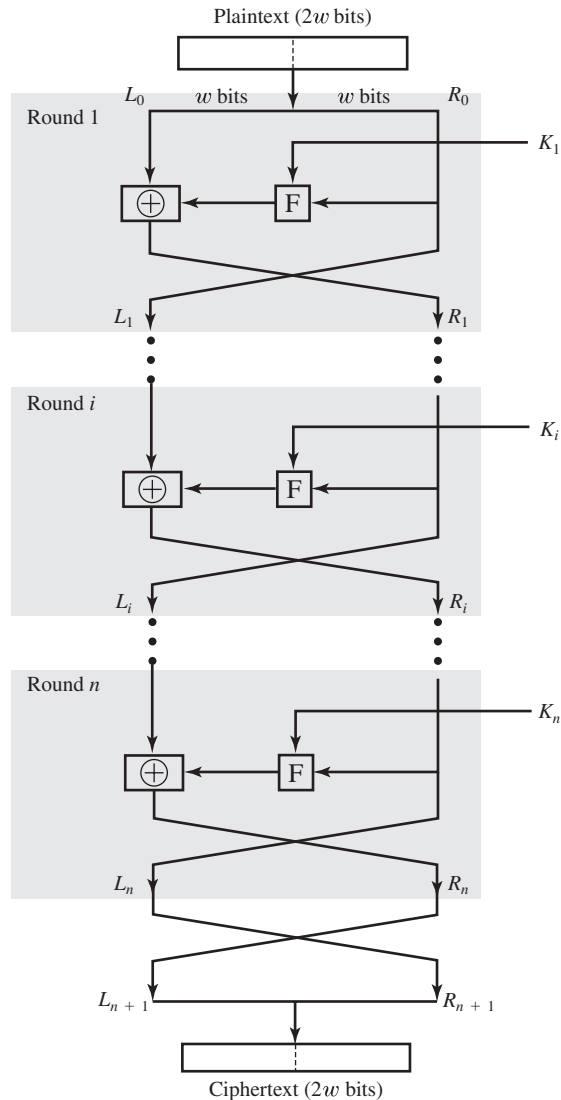 Plaintext (2w bits)
L0 w bits w bits R0
Round 1
K1
F
L1 R1
Round i
Ki
F
Li Ri
Round n
Kn
F
Ln Rn
Ln + 1 Rn + 1
Ciphertext (2w bits)